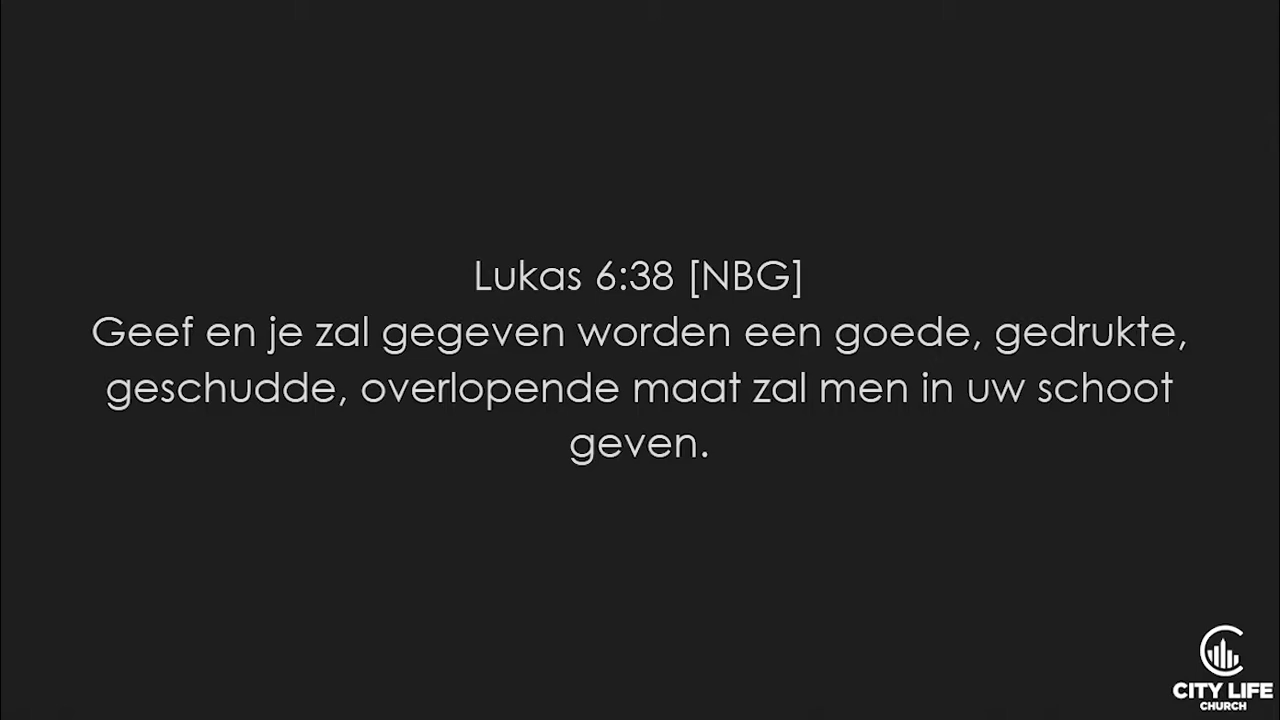 Lukas 6:38 [NBG]
Geef en je zal gegeven worden een goede, gedrukte,
geschudde, overlopende maat zal men in uw schoot
geven.
CITY LIFE
CHURCH